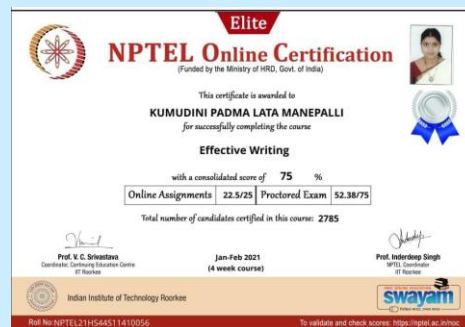 Elite
NPTEL Online Certification
(Funded by the Ministry of HRD, Govt. of India)
This certificate is awarded to
KUMUDINI PADMA LATA MANEPALLI
for successfully completing the course
Effective Writing
with a consolidated score of 75 %
Online Assignments 22.5/25 Proctored Exam 52.38/75
Total number of candidates certified in this course: 2785
Prof. V. C. Srivastava
Coordinator, Continuing Education Centre
IIT Roorkee
Jan-Feb 2021
(4 week course)
Prof. Inderdeep Singh
NPTEL Coordinator
IIT Roorkee
Indian Institute of Technology Roorkee
swayam
Roll No:NPTEL21HS44S11410056
To validate and check scores: https://nptel.ac.in/noc